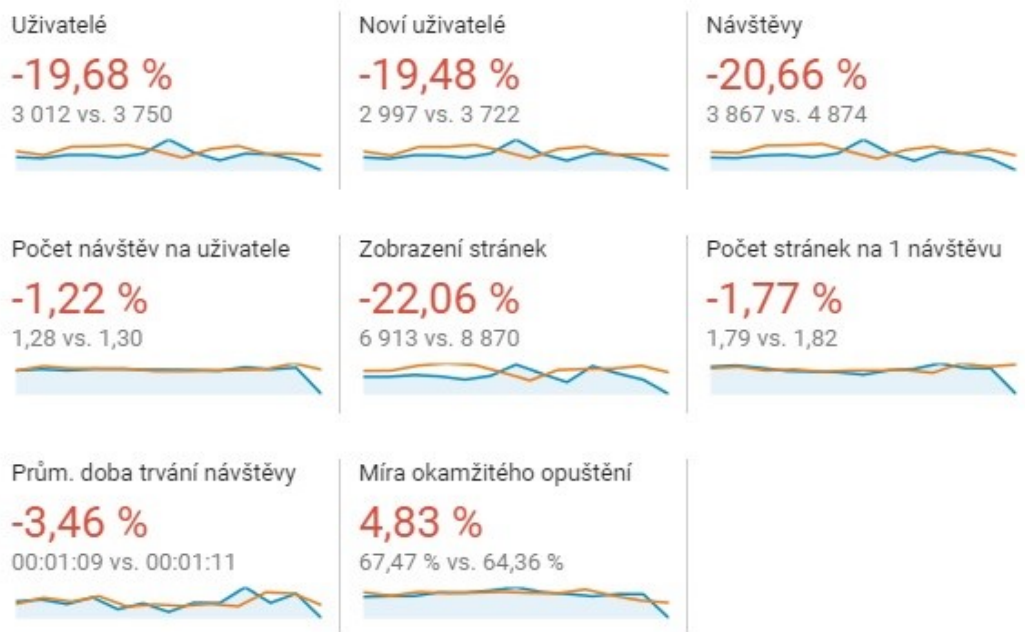 Uživatelé
-19,68 %
3 012 vs. 3 750
Noví uživatelé
-19,48 %
2 997 vs. 3 722
Návštěvy
-20,66 %
3 867 vs. 4 874
Počet návštěv na uživatele
-1,22 %
1,28 vs. 1,30
Zobrazení stránek
-22,06 %
6 913 vs. 8 870
Počet stránek na 1 návštěvu
-1,77 %
1,79 vs. 1,82
Prům. doba trvání návštěvy
-3,46 %
00:01:09 vs. 00:01:11
Míra okamžitého opuštění
4,83 %
67,47 % vs. 64,36 %